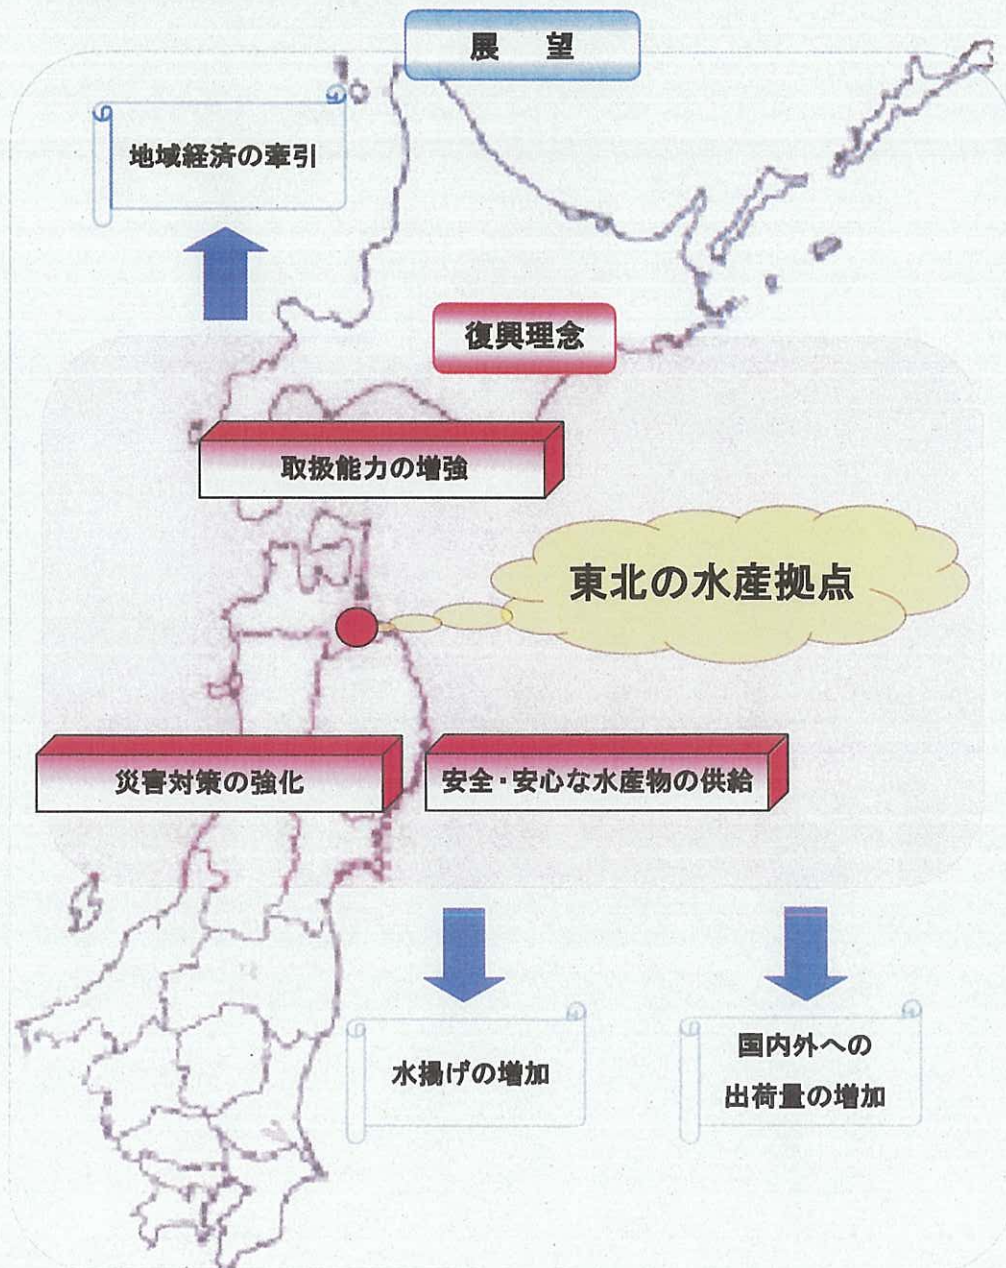 展　望
地域経済の牽引
復興理念
取扱能力の増強
東北の水産拠点
災害対策の強化
安全・安心な水産物の供給
水揚げの増加
国内外への
出荷量の増加